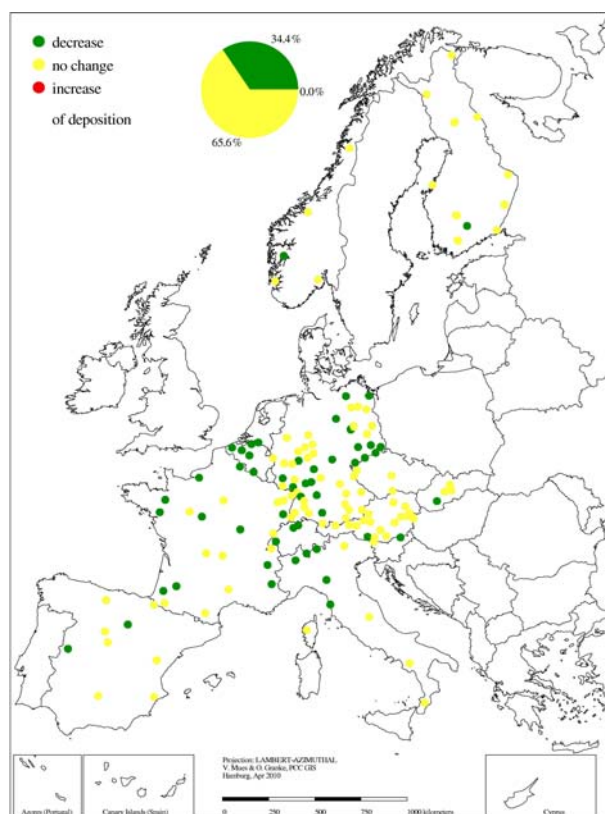 decrease
no change
increase
of deposition
34.4%
0.0%
65.6%
Projection: LAMBERT-AZIMUTHAL
V. Mues & O. Granke, PCC GIS
Hamburg, Apr 2010
Azores (Portugal)
Canary Islands (Spain)
0 250 500 750 1000 kilometers
Cyprus